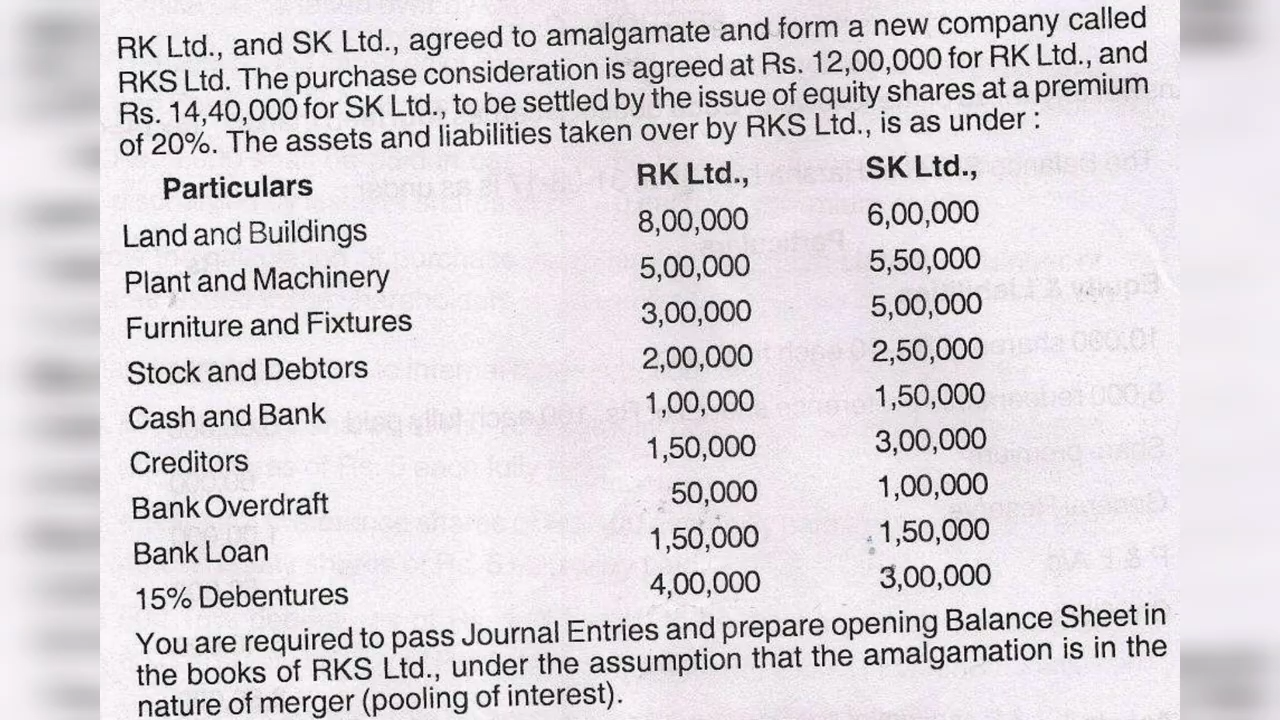 RK Ltd., and SK Ltd., agreed to amalgamate and form a new company called
RKS Ltd. The purchase consideration is agreed at Rs. 12,00,000 for RK Ltd., and
Rs. 14,40,000 for SK Ltd., to be settled by the issue of equity shares at a premium
of 20%. The assets and liabilities taken over by RKS Ltd., is as under :
Particulars RK Ltd., SK Ltd.,
Land and Buildings 8,00,000 6,00,000
Plant and Machinery 5,00,000 5,50,000
Furniture and Fixtures 3,00,000 5,00,000
Stock and Debtors 2,00,000 2,50,000
Cash and Bank 1,00,000 1,50,000
Creditors 1,50,000 3,00,000
Bank Overdraft 50,000 1,00,000
Bank Loan 1,50,000 1,50,000
15% Debentures 4,00,000 3,00,000
You are required to pass Journal Entries and prepare opening Balance Sheet in
the books of RKS Ltd., under the assumption that the amalgamation is in the
nature of merger (pooling of interest).